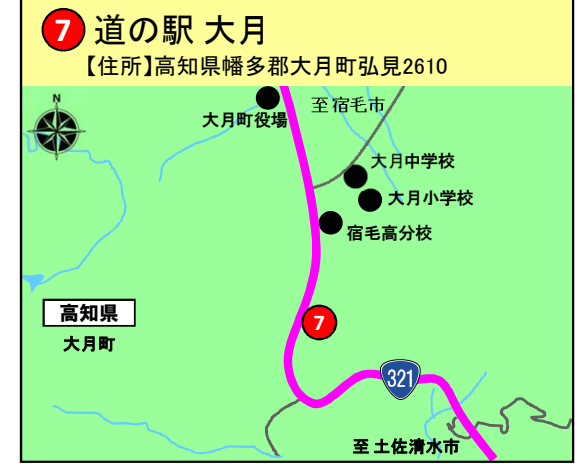 7 道の駅 大月
【住所】高知県幡多郡大月町弘見2610
N
至宿毛市
大月町役場
大月中学校
大月小学校
宿毛高分校
高知県
7
大月町
321
至 土佐清水市